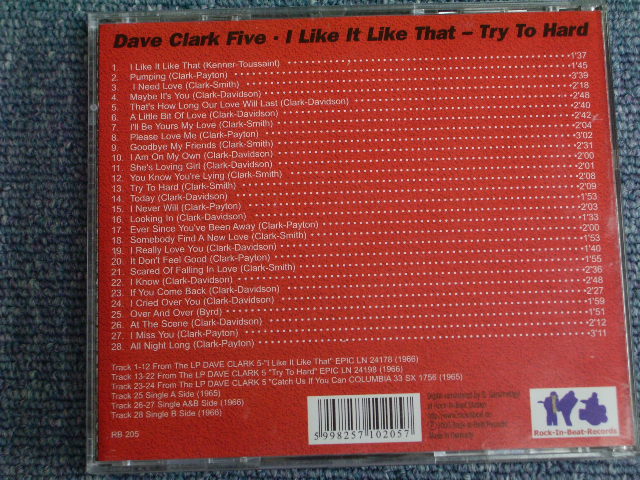 Dave Clark Five · I Like It Like That – Try To Hard
1. I Like It Like That (Kenner-Toussaint) 1'37
2. Pumping (Clark-Payton) 1'45
3. I Need Love (Clark-Smith) 3'39
4. Maybe It's You (Clark-Davidson) 2'18
5. That's How Long Our Love Will Last (Clark-Davidson) 2'48
6. A Little Bit Of Love (Clark-Davidson) 2'40
7. I'll Be Yours My Love (Clark-Smith) 2'42
8. Please Love Me (Clark-Payton) 2'04
9. Goodbye My Friends (Clark-Smith) 3'02
10. I Am On My Own (Clark-Davidson) 2'31
11. She's Loving Girl (Clark-Davidson) 2'00
12. You Know You're Lying (Clark-Smith) 2'01
13. Try To Hard (Clark-Smith) 2'08
14. Today (Clark-Davidson) 2'09
15. I Never Will (Clark-Payton) 1'53
16. Looking In (Clark-Davidson) 2'03
17. Ever Since You've Been Away (Clark-Payton) 1'33
18. Somebody Find A New Love (Clark-Smith) 2'00
19. I Really Love You (Clark-Davidson) 1'53
20. It Don't Feel Good (Clark-Payton) 1'40
21. Scared Of Falling In Love (Clark-Smith) 1'55
22. I Know (Clark-Davidson) 2'36
23. If You Come Back (Clark-Davidson) 2'48
24. I Cried Over You (Clark-Davidson) 2'27
25. Over And Over (Byrd) 1'59
26. At The Scene (Clark-Davidson) 1'51
27. I Miss You (Clark-Payton) 2'12
28. All Night Long (Clark-Payton) 3'11
Track 1-12 From The LP DAVE CLARK 5-"I Like It Like That" EPIC LN 24178 (1966)
Track 13-22 From The LP DAVE CLARK 5 "Try To Hard" EPIC LN 24198 (1966)
Track 23-24 From The LP DAVE CLARK 5 "Catch Us If You Can COLUMBIA 33 SX 1756 (1965)
Track 25 Single A Side (1965)
Track 26-27 Single A&B Side (1966)
Track 28 Single B Side (1966)
RB 205
5 998257 102057
Made in Germany
Rock-In-Beat-Records